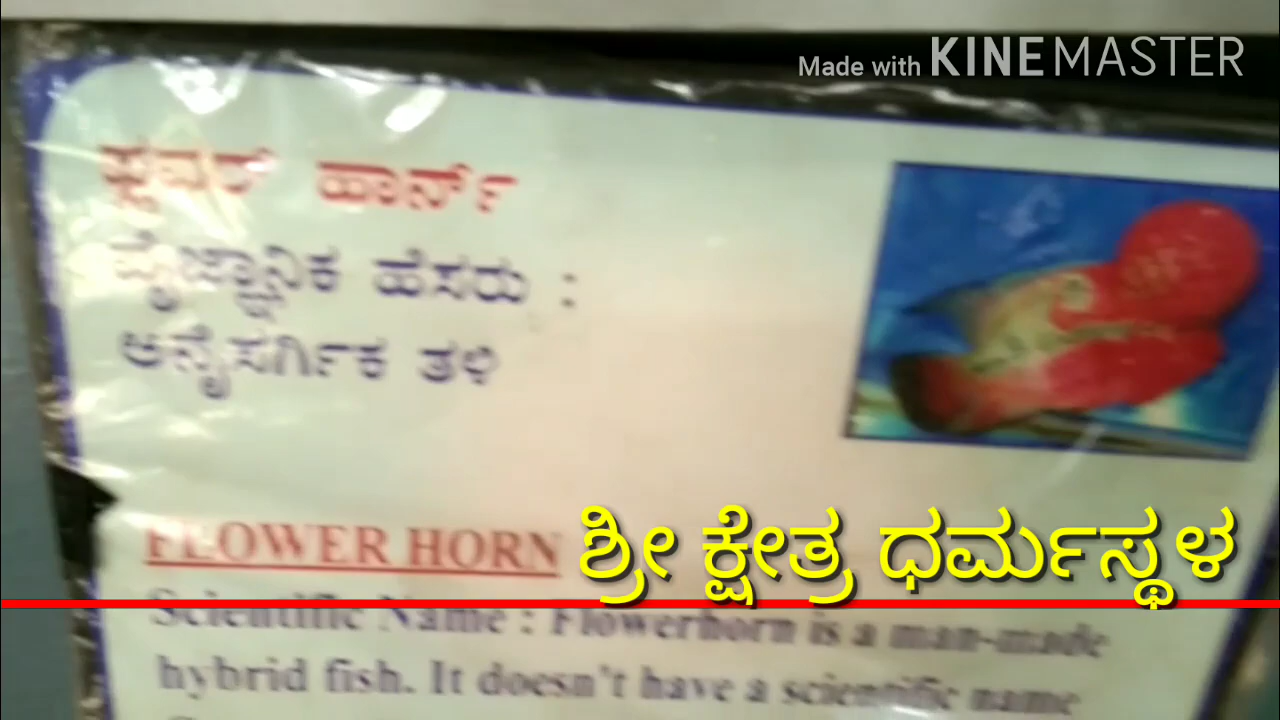 Made with KINEMASTER
ಫ್ಲವರ್ ಹಾರ್ನ್
ವೈಜ್ಞಾನಿಕ ಹೆಸರು :
ಅನೈಸರ್ಗಿಕ ತಳಿ
FLOWER HORN
ಶ್ರೀ ಕ್ಷೇತ್ರ ಧರ್ಮಸ್ಥಳ
Scientific Name : Flowerhorn is a man-made
hybrid fish. It doesn't have a scientific name